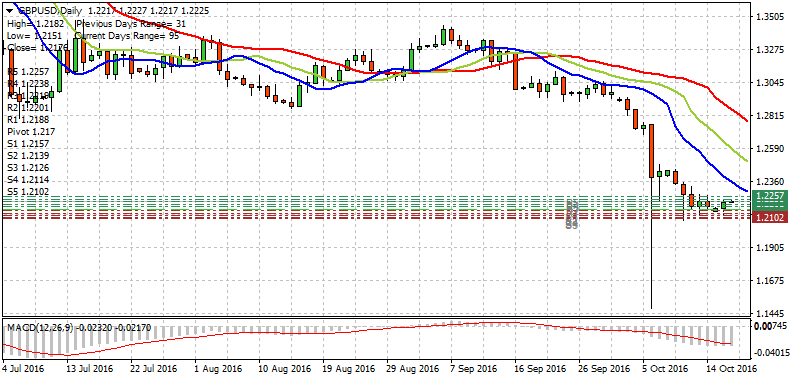 GBPUSD,Daily 1.2217 1.2227 1.2217 1.2225
High= 1.2182 Previous Days Range= 31
Low= 1.2151 Current Days Range= 95
Close= 1.2176
R5 1.2257
R4 1.2238
R2 1.2201
R1 1.2188
Pivot 1.217
S1 1.2157
S2 1.2139
S3 1.2126
S4 1.2114
S5 1.2102
1.3505
1.3275
1.3045
1.2815
1.2590
1.2360
1.2257
1.2102
1.1905
1.1675
1.1445
MACD(12,26,9) -0.02320 -0.02170
0.00745
-0.04015
4 Jul 2016 13 Jul 2016 22 Jul 2016 1 Aug 2016 10 Aug 2016 19 Aug 2016 29 Aug 2016 7 Sep 2016 16 Sep 2016 26 Sep 2016 5 Oct 2016 14 Oct 2016